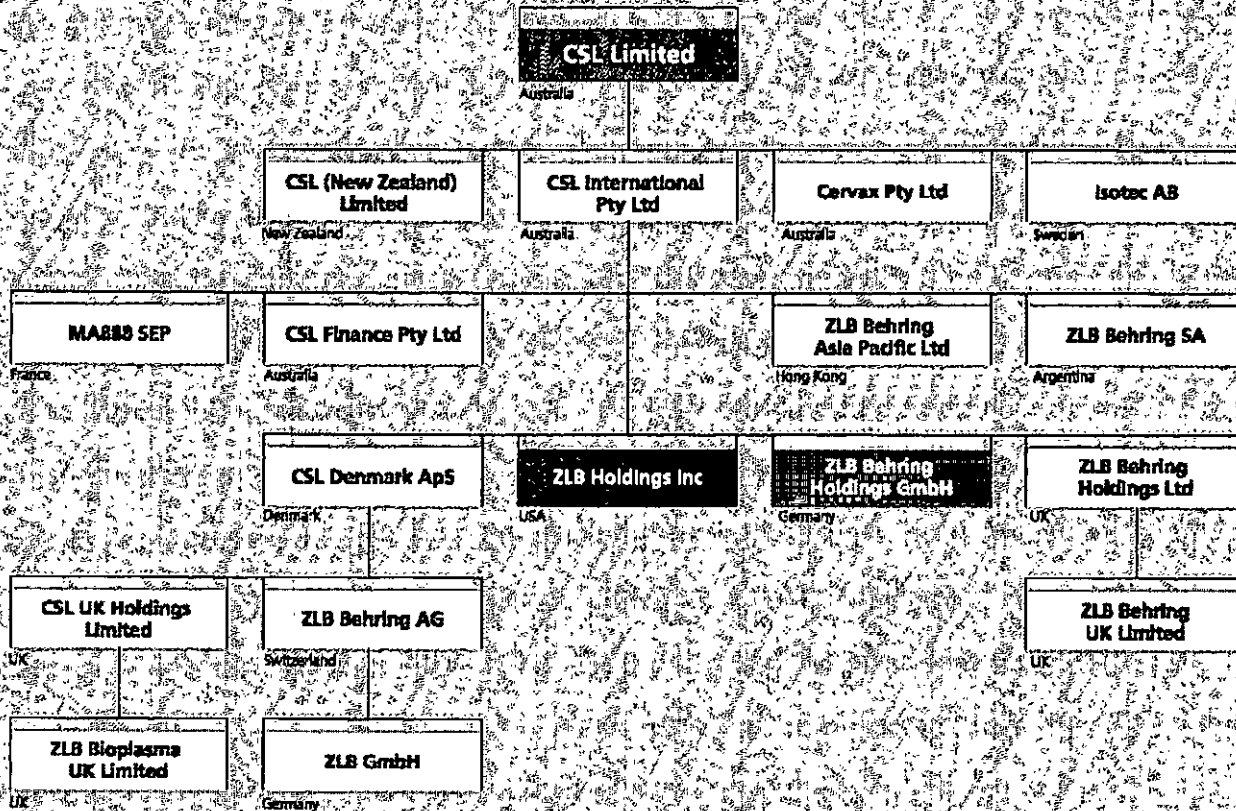 CSL Limited
Australia
CSL (New Zealand)
Limited
New Zealand
CSL International
Pty Ltd
Australia
Cervax Pty Ltd
Australia
Isotec AB
Sweden
MA888 SEP
France
CSL Finance Pty Ltd
Australia
ZLB Behring
Asia Pacific Ltd
Hong Kong
ZLB Behring SA
Argentina
CSL Denmark ApS
Denmark
ZLB Holdings Inc
USA
ZLB Behring
Holdings GmbH
Germany
ZLB Behring
Holdings Ltd
UK
CSL UK Holdings
Limited
UK
ZLB Behring AG
Switzerland
ZLB Behring
UK Limited
UK
ZLB Bioplasma
UK Limited
UK
ZLB GmbH
Germany